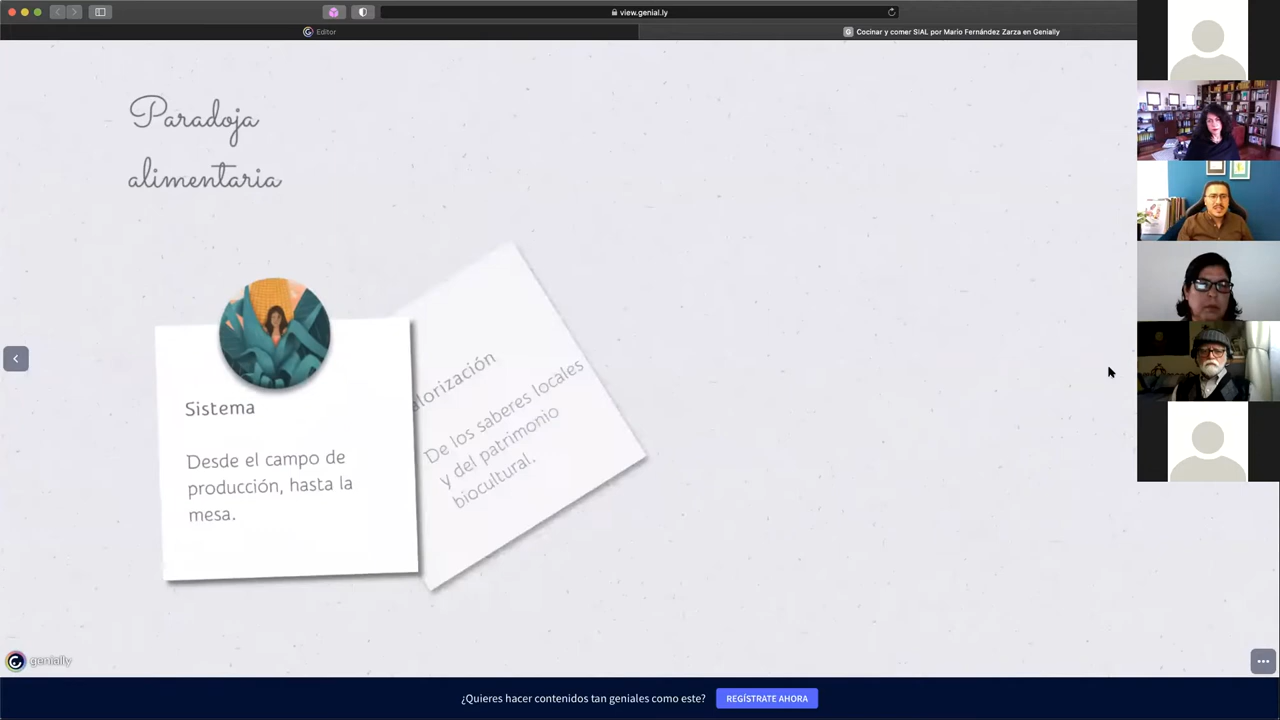 view.genial.ly
Editor
Cocinar y comer SIAL por Mario Fernández Zarza en Genially
Paradoja
alimentaria
Sistema
Desde el campo de
producción, hasta la
mesa.
alorización
De los saberes locales
y del patrimonio
biocultural.
genially
¿Quieres hacer contenidos tan geniales como este?
REGÍSTRATE AHORA